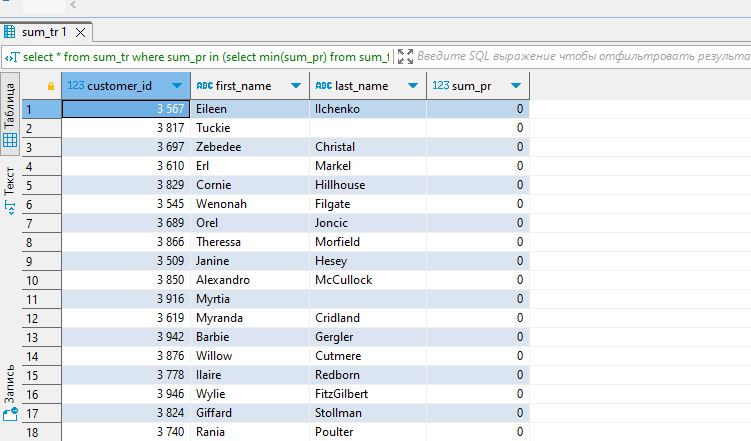 sum_tr 1
select * from sum_tr where sum_pr in (select min(sum_pr) from sum_t
Введите SQL выражение чтобы отфильтровать результа
Таблица
Текст
Запись
123 customer_id ABC first_name ABC last_name 123 sum_pr
1 3 567 Eileen Ilchenko 0
2 3 817 Tuckie 0
3 3 697 Zebedee Christal 0
4 3 610 Erl Markel 0
5 3 829 Cornie Hillhouse 0
6 3 545 Wenonah Filgate 0
7 3 689 Orel Joncic 0
8 3 866 Theressa Morfield 0
9 3 509 Janine Hesey 0
10 3 850 Alexandro McCullock 0
11 3 916 Myrtia 0
12 3 619 Myranda Cridland 0
13 3 942 Barbie Gergler 0
14 3 876 Willow Cutmere 0
15 3 778 Ilaire Redborn 0
16 3 946 Wylie FitzGilbert 0
17 3 824 Giffard Stollman 0
18 3 740 Rania Poulter 0